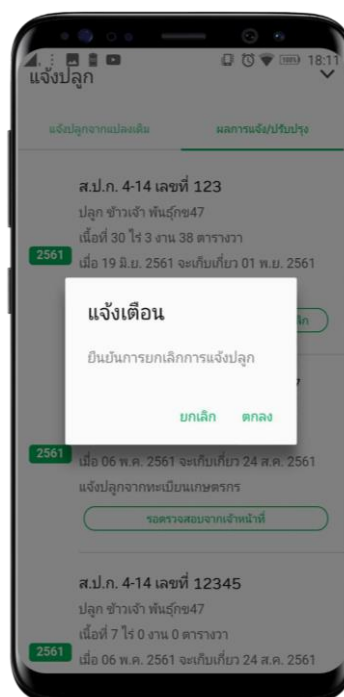 18:11
แจ้งปลูก
แจ้งปลูกจากแปลงเดิม
ผลการแจ้ง/ปรับปรุง
ส.ป.ก. 4-14 เลขที่ 123
ปลูก ข้าวเจ้า พันธุ์กข47
เนื้อที่ 30 ไร่ 3 งาน 38 ตารางวา
2561
เมื่อ 19 มิ.ย. 2561 จะเก็บเกี่ยว 01 พ.ย. 2561
แจ้งเตือน
ยืนยันการยกเลิกการแจ้งปลูก
ยกเลิก ตกลง
2561
เมื่อ 06 พ.ค. 2561 จะเก็บเกี่ยว 24 ส.ค. 2561
แจ้งปลูกจากทะเบียนเกษตรกร
รอตรวจสอบจากเจ้าหน้าที่
ส.ป.ก. 4-14 เลขที่ 12345
ปลูก ข้าวเจ้า พันธุ์กข47
เนื้อที่ 7 ไร่ 0 งาน 0 ตารางวา
2561
เมื่อ 06 พ.ค. 2561 จะเก็บเกี่ยว 24 ส.ค. 2561